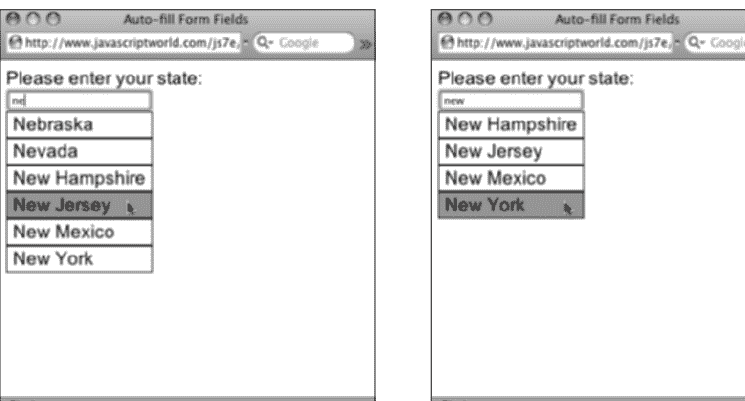 Auto-fill Form Fields
http://www.javascriptworld.com/js7e/ Google
Please enter your state:
ne
Nebraska
Nevada
New Hampshire
New Jersey
New Mexico
New York
Auto-fill Form Fields
http://www.javascriptworld.com/js7e/ Google
Please enter your state:
new
New Hampshire
New Jersey
New Mexico
New York